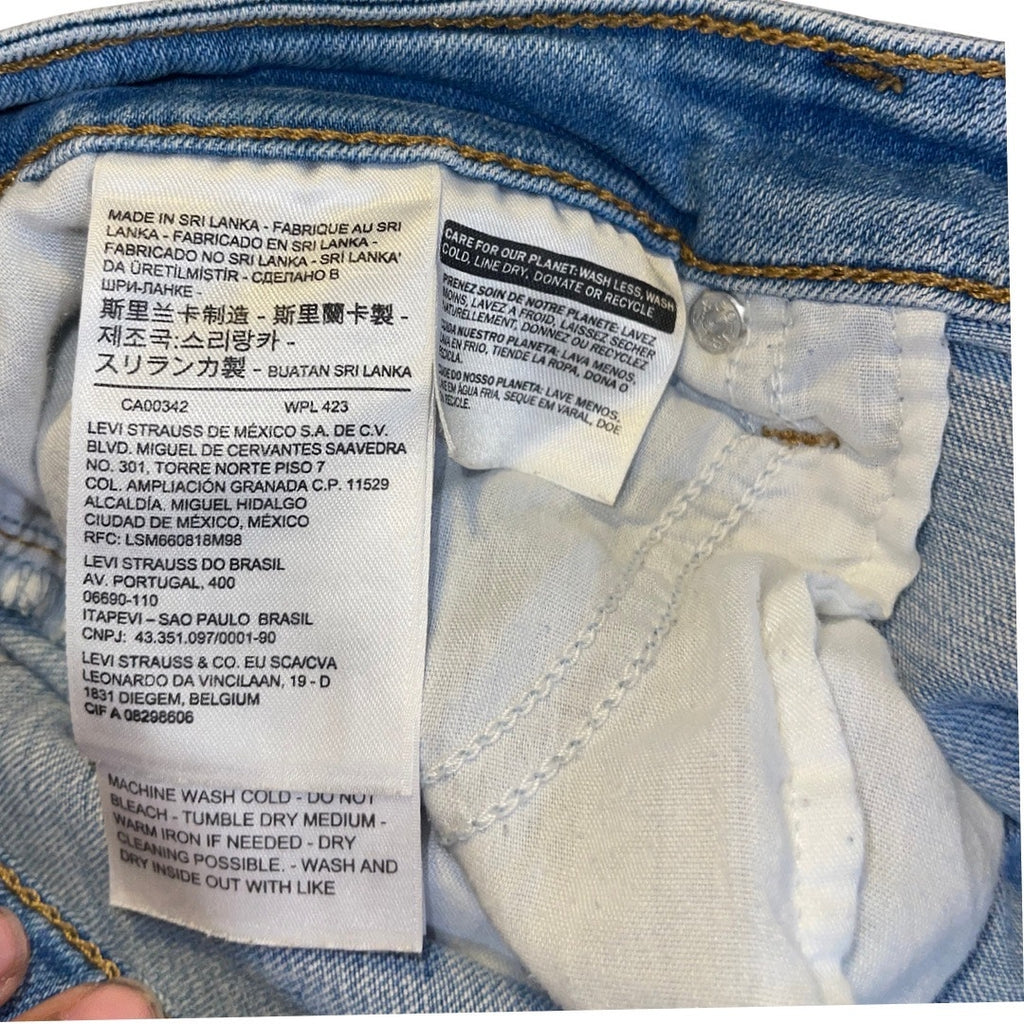 MADE IN SRI LANKA - FABRIQUE AU SRI
LANKA - FABRICADO EN SRI LANKA -
FABRICADO NO SRI LANKA - SRI LANKA'
DA ÜRETİLMİSTİR - СДЕЛАНО В
ШРИ-ЛАНКЕ -
斯里兰卡制造 - 斯里蘭卡製 -
제조국:스리랑카 -
スリランカ製 - BUATAN SRI LANKA
CA00342 WPL 423
LEVI STRAUSS DE MÉXICO S.A. DE C.V.
BLVD. MIGUEL DE CERVANTES SAAVEDRA
NO. 301, TORRE NORTE PISO 7
COL. AMPLIACIÓN GRANADA C.P. 11529
ALCALDÍA. MIGUEL HIDALGO
CIUDAD DE MÉXICO, MÉXICO
RFC: LSM660818M98
LEVI STRAUSS DO BRASIL
AV. PORTUGAL, 400
06690-110
ITAPEVI – SAO PAULO BRASIL
CNPJ: 43.351.097/0001-90
LEVI STRAUSS & CO. EU SCA/CVA
LEONARDO DA VINCILAAN, 19 - D
1831 DIEGEM, BELGIUM
CIF A 08298606
MACHINE WASH COLD - DO NOT
BLEACH - TUMBLE DRY MEDIUM -
WARM IRON IF NEEDED - DRY
CLEANING POSSIBLE. - WASH AND
DRY INSIDE OUT WITH LIKE
CARE FOR OUR PLANET: WASH LESS, WASH
COLD, LINE DRY, DONATE OR RECYCLE
PRENEZ SOIN DE NOTRE PLANÈTE: LAVEZ
MOINS, LAVEZ À FROID, LAISSEZ SÉCHER
NATURELLEMENT, DONNEZ OU RECYCLEZ
CUIDA NUESTRO PLANETA: LAVA MENOS,
LAVA EN FRIO, TIENDE LA ROPA, DONA O
RECICLA.
CUIDE DO NOSSO PLANETA: LAVE MENOS,
LAVE EM ÁGUA FRIA, SEQUE EM VARAL, DOE
RECICLE.